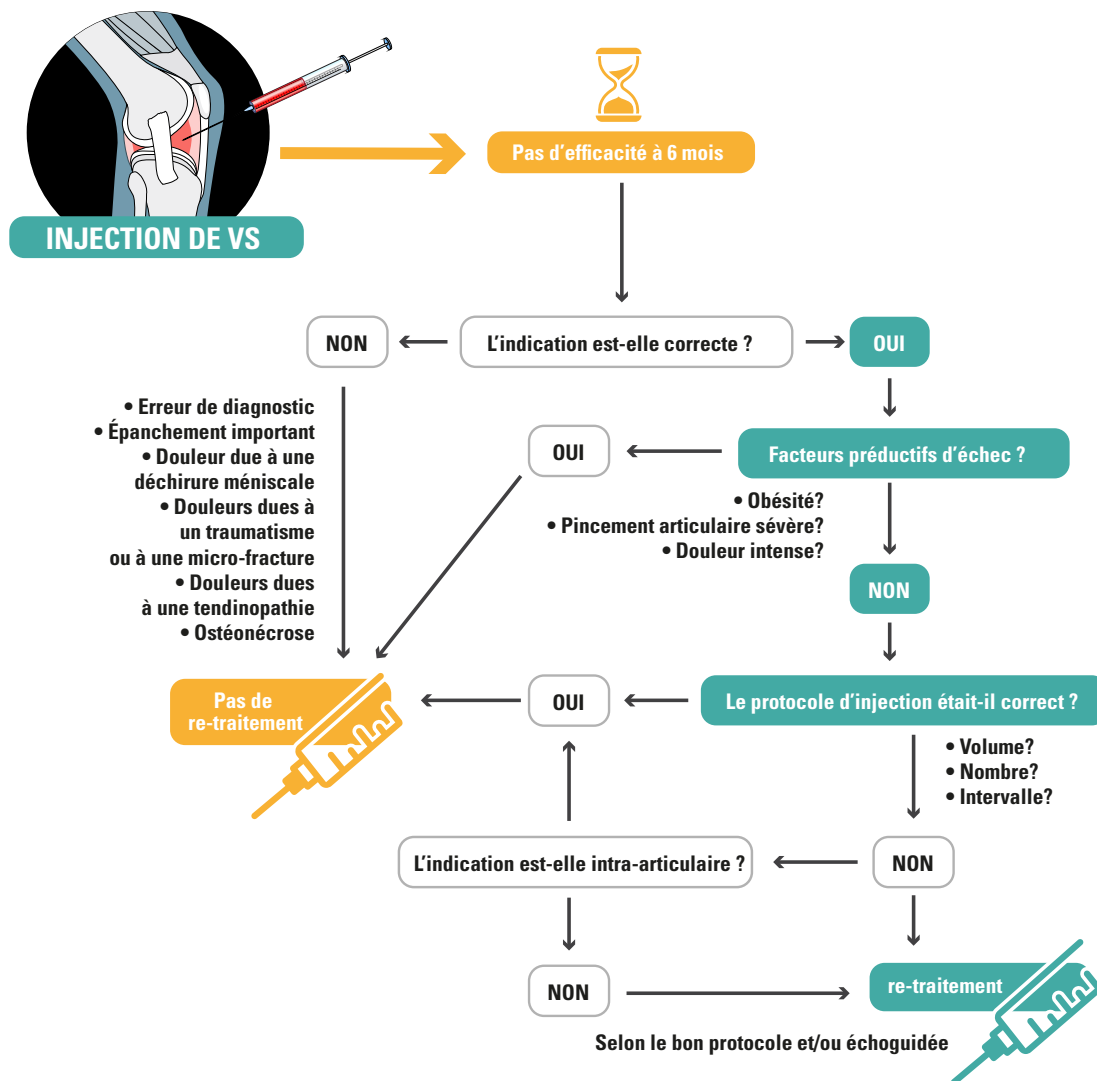 Pas d'efficacité à 6 mois
INJECTION DE VS
NON
L'indication est-elle correcte ?
OUI
• Erreur de diagnostic
• Épanchement important
• Douleur due à une
déchirure méniscale
• Douleurs dues à
un traumatisme
ou à une micro-fracture
• Douleurs dues
à une tendinopathie
• Ostéonécrose
OUI
Facteurs préductifs d'échec ?
• Obésité?
• Pincement articulaire sévère?
• Douleur intense?
NON
Pas de
re-traitement
OUI
Le protocole d'injection était-il correct ?
• Volume?
• Nombre?
• Intervalle?
L'indication est-elle intra-articulaire ?
NON
NON
re-traitement
Selon le bon protocole et/ou échoguidée